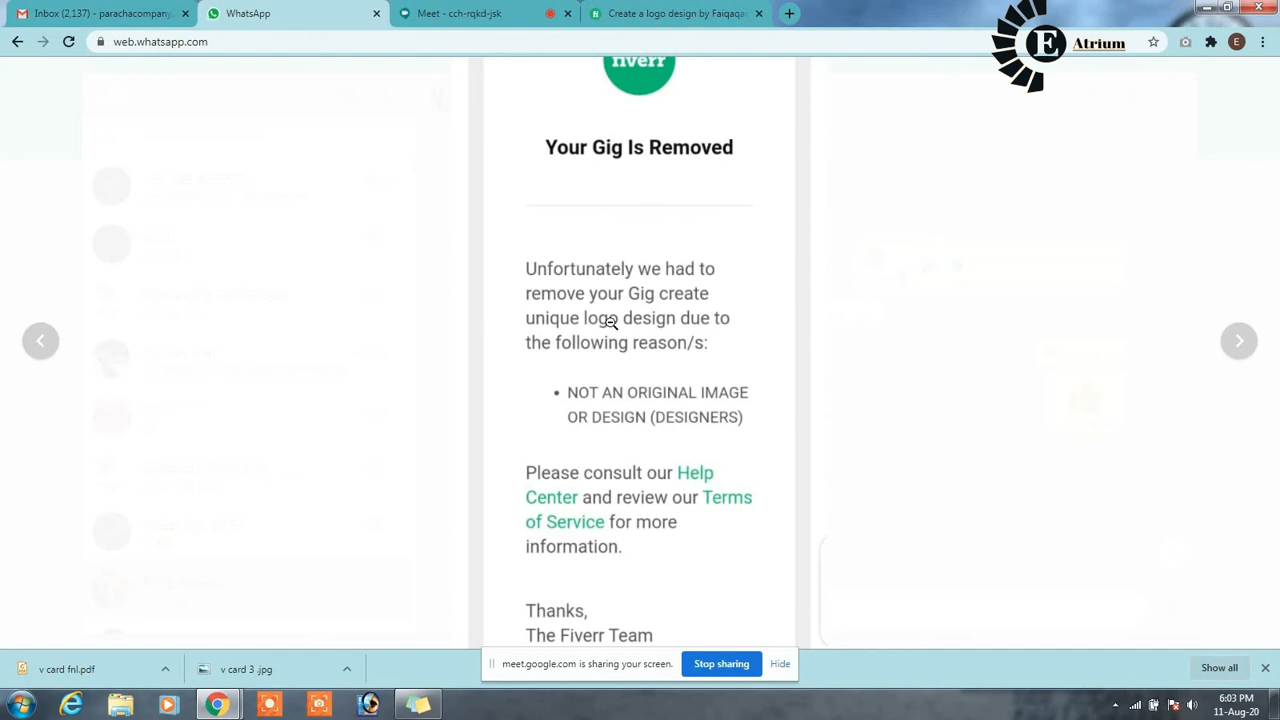 Inbox (2,137) - parachacompany.
WhatsApp
Meet - cch-rqkd-jsk
Create a logo design by Faiqaqac
web.whatsapp.com
E Atrium
E
fiverr
Your Gig Is Removed
Unfortunately we had to
remove your Gig create
unique logo design due to
the following reason/s:
• NOT AN ORIGINAL IMAGE
OR DESIGN (DESIGNERS)
Please consult our Help
Center and review our Terms
of Service for more
information.
Thanks,
The Fiverr Team
meet.google.com is sharing your screen.
Stop sharing
Hide
v card fnl.pdf
v card 3 .jpg
Show all
6:03 PM
11-Aug-20